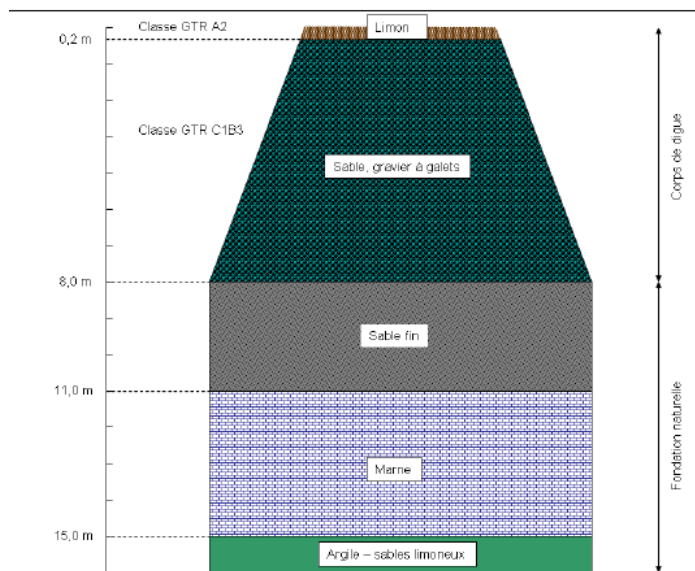 Classe GTR A2
Limon
0,2 m
Classe GTR C1B3
Sable, gravier à galets
Corps de digue
8,0 m
Sable fin
11,0 m
Fondation naturelle
Marne
15,0 m
Argile – sables limoneux